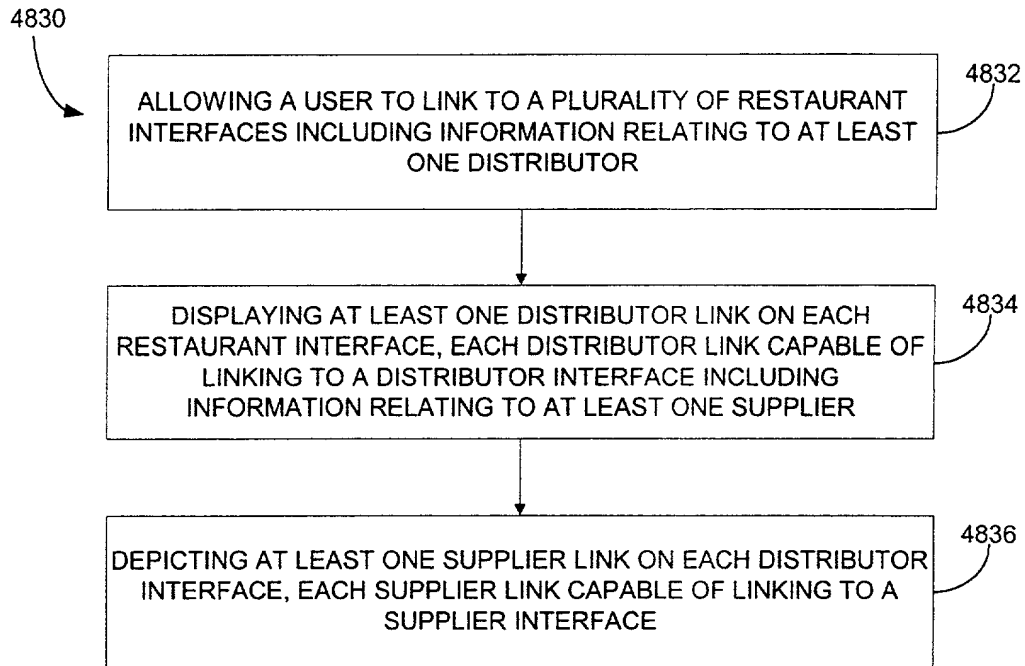 4830
4832
ALLOWING A USER TO LINK TO A PLURALITY OF RESTAURANT
INTERFACES INCLUDING INFORMATION RELATING TO AT LEAST
ONE DISTRIBUTOR
4834
DISPLAYING AT LEAST ONE DISTRIBUTOR LINK ON EACH
RESTAURANT INTERFACE, EACH DISTRIBUTOR LINK CAPABLE OF
LINKING TO A DISTRIBUTOR INTERFACE INCLUDING
INFORMATION RELATING TO AT LEAST ONE SUPPLIER
4836
DEPICTING AT LEAST ONE SUPPLIER LINK ON EACH DISTRIBUTOR
INTERFACE, EACH SUPPLIER LINK CAPABLE OF LINKING TO A
SUPPLIER INTERFACE